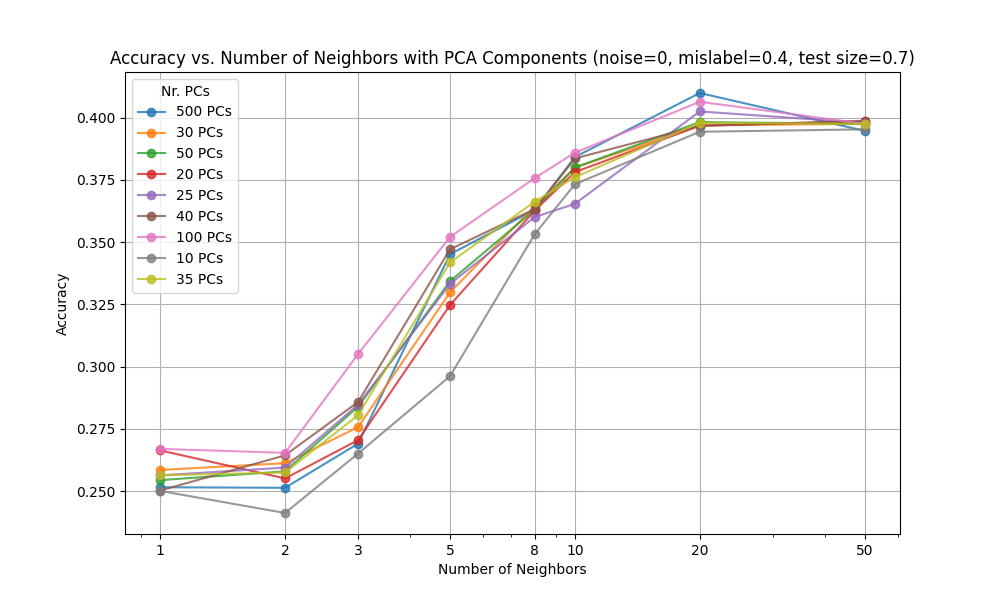 Accuracy vs. Number of Neighbors with PCA Components (noise=0, mislabel=0.4, test size=0.7)
Nr. PCs
500 PCs
30 PCs
50 PCs
20 PCs
25 PCs
40 PCs
100 PCs
10 PCs
35 PCs
Accuracy
0.400
0.375
0.350
0.325
0.300
0.275
0.250
1 2 3 5 8 10 20 50
Number of Neighbors